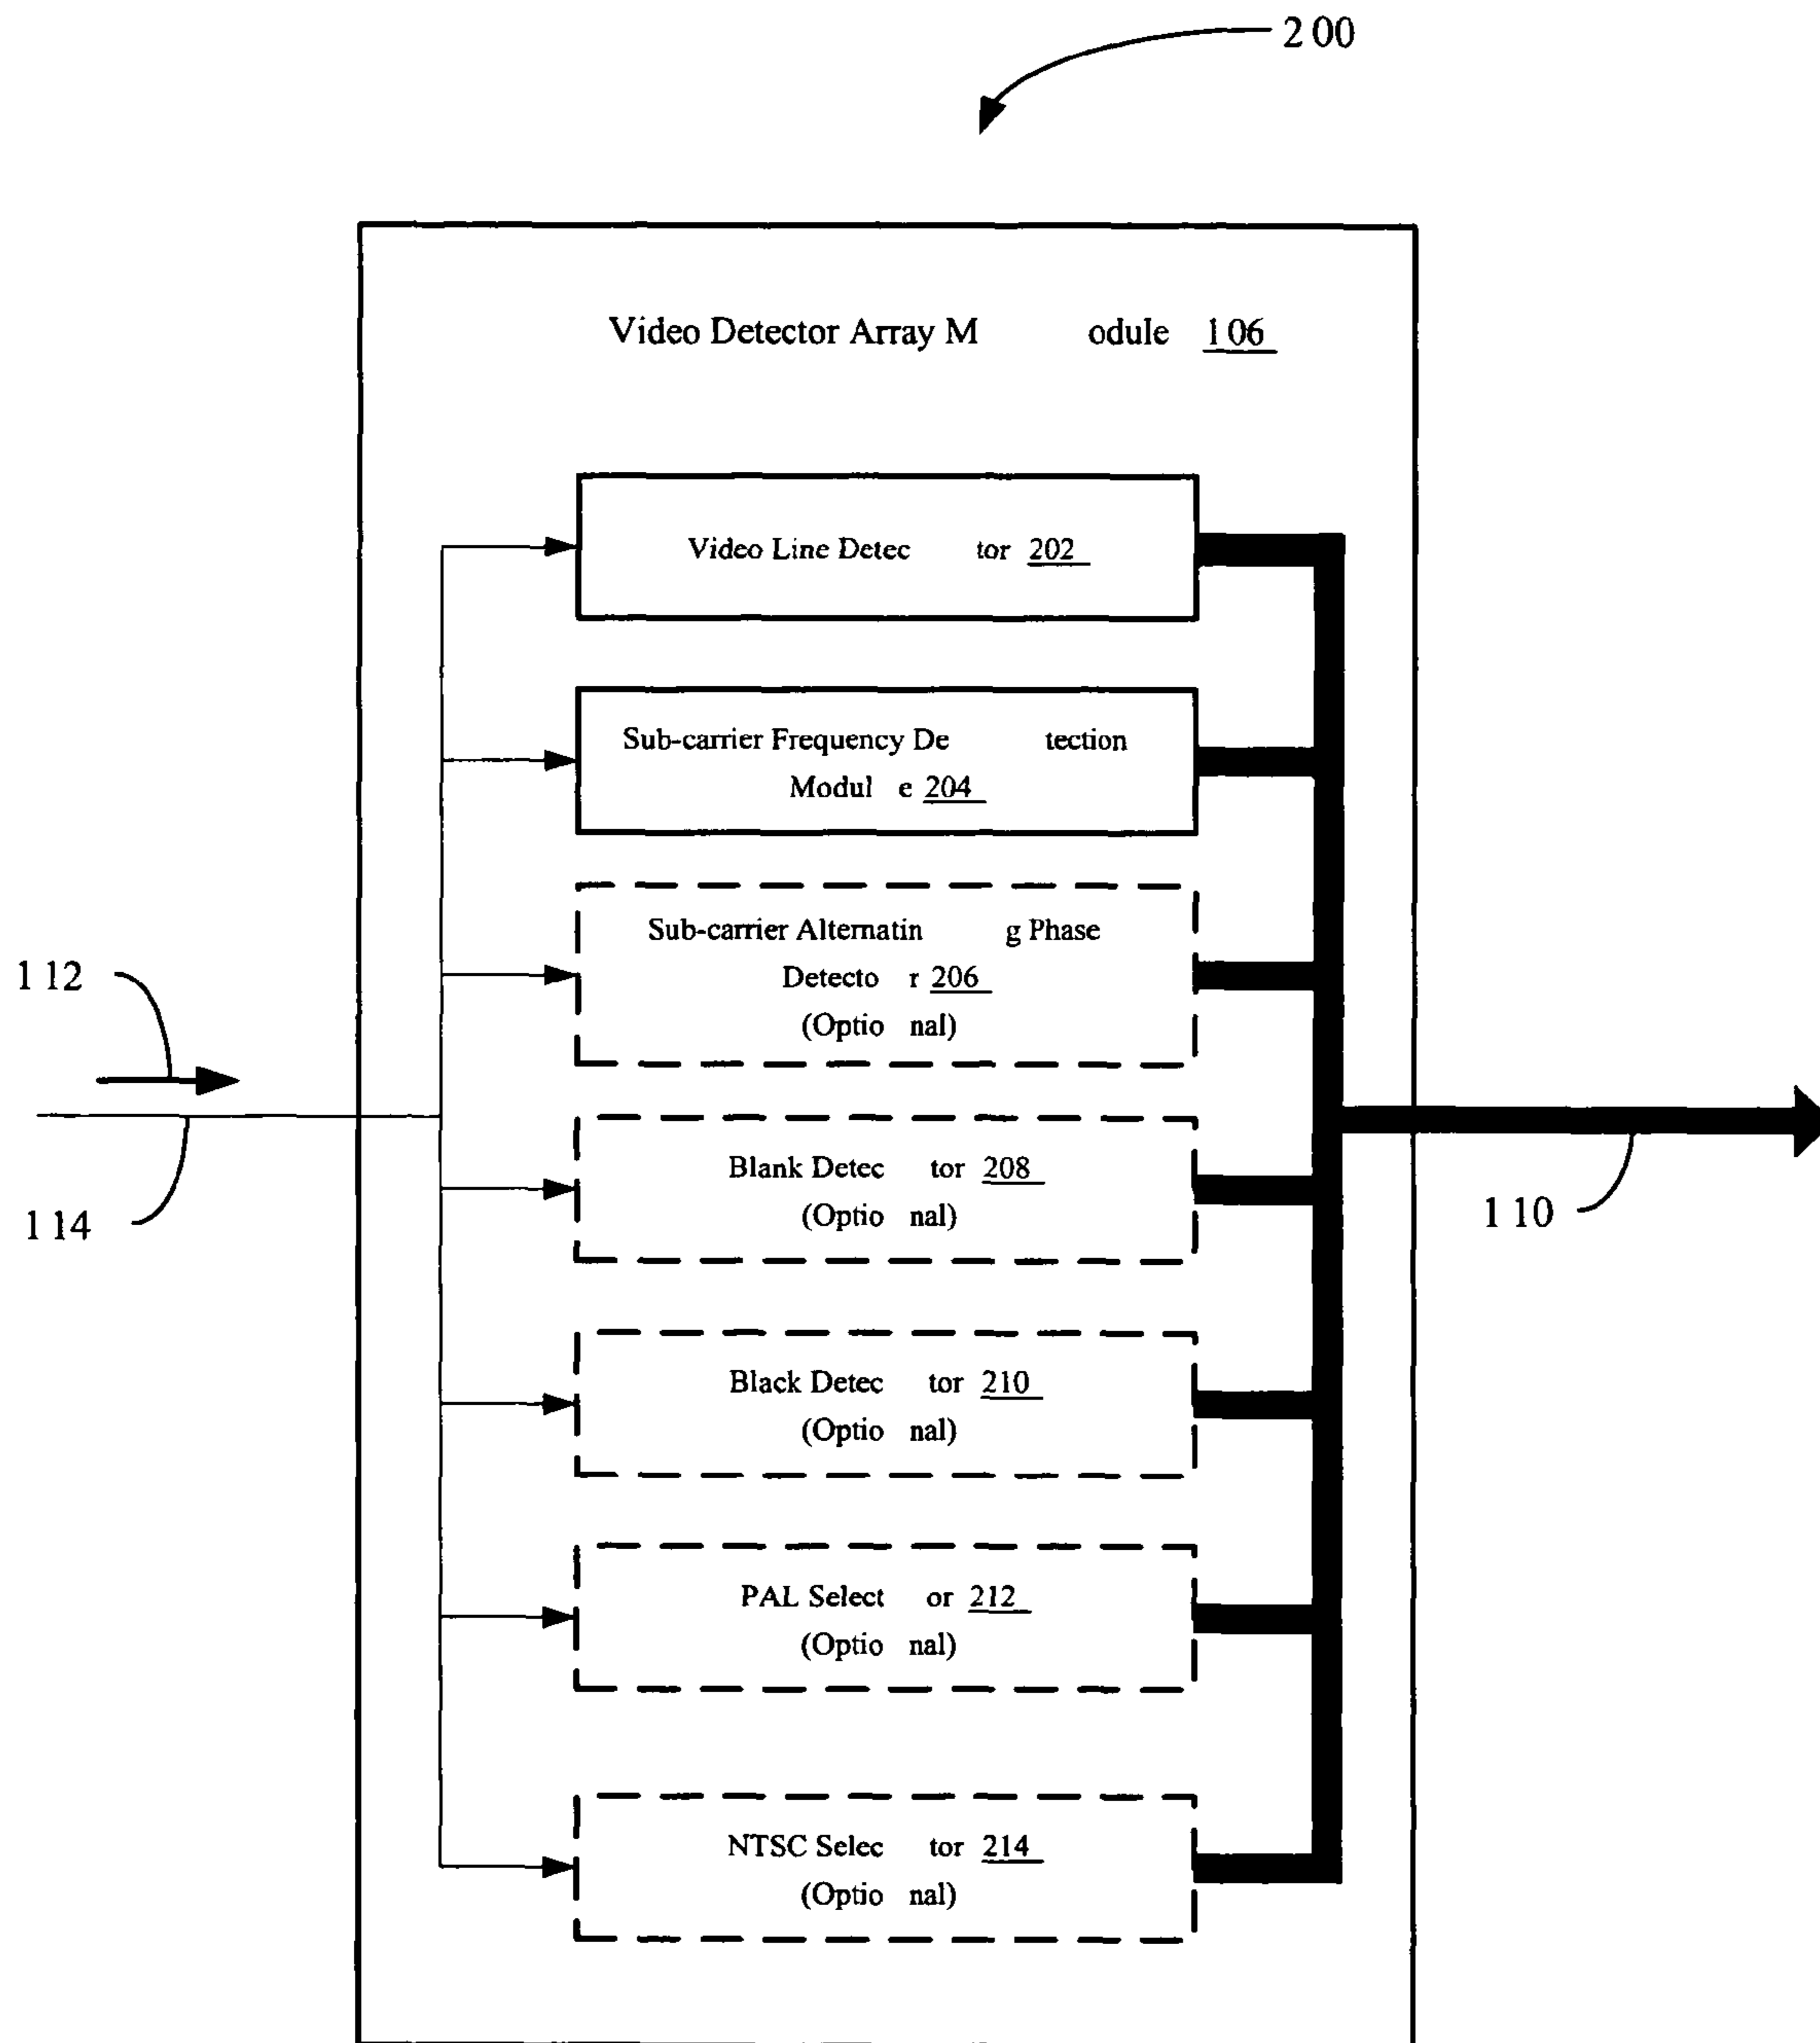 200
Video Detector Array M odule 106
Video Line Detec tor 202
Sub-carrier Frequency De tection
Modul e 204
Sub-carrier Alternatin g Phase
Detecto r 206
(Optio nal)
112
114
Blank Detec tor 208
(Optio nal)
110
Black Detec tor 210
(Optio nal)
PAL Select or 212
(Optio nal)
NTSC Selec tor 214
(Optio nal)